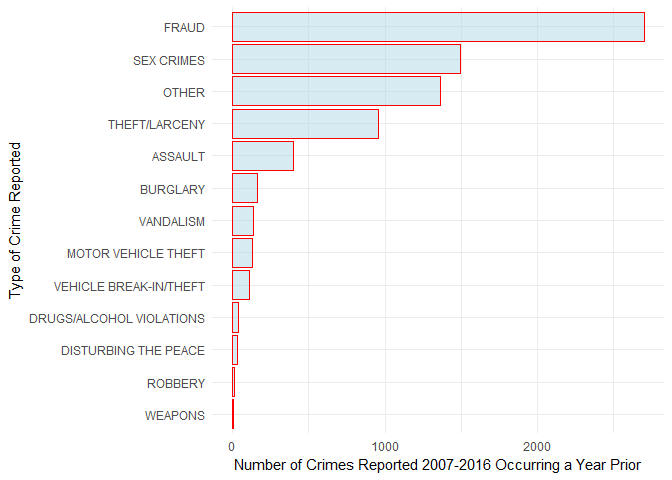 FRAUD
SEX CRIMES
OTHER
THEFT/LARCENY
ASSAULT
BURGLARY
VANDALISM
MOTOR VEHICLE THEFT
VEHICLE BREAK-IN/THEFT
DRUGS/ALCOHOL VIOLATIONS
DISTURBING THE PEACE
ROBBERY
WEAPONS
Type of Crime Reported
0 1000 2000
Number of Crimes Reported 2007-2016 Occurring a Year Prior